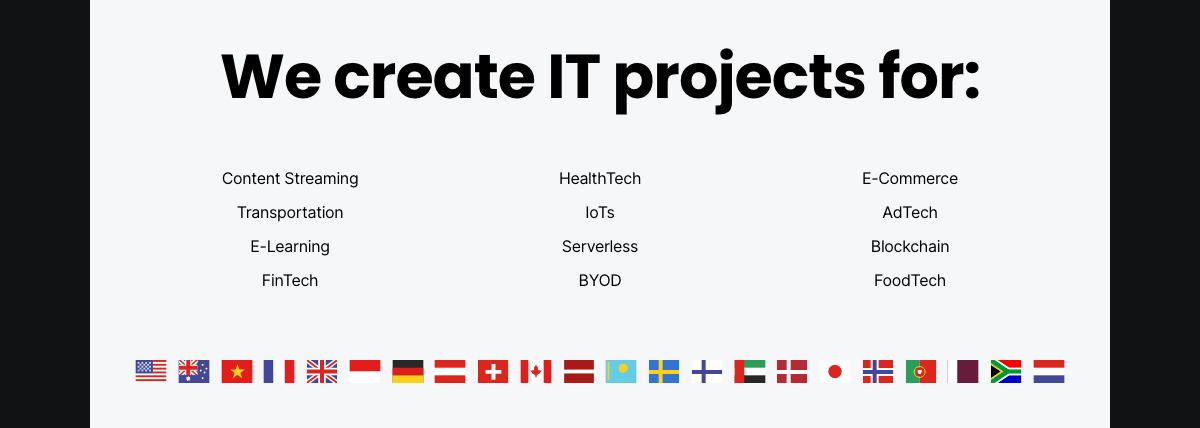 We create IT projects for:
Content Streaming
Transportation
E-Learning
FinTech
HealthTech
IoTs
Serverless
BYOD
E-Commerce
AdTech
Blockchain
FoodTech